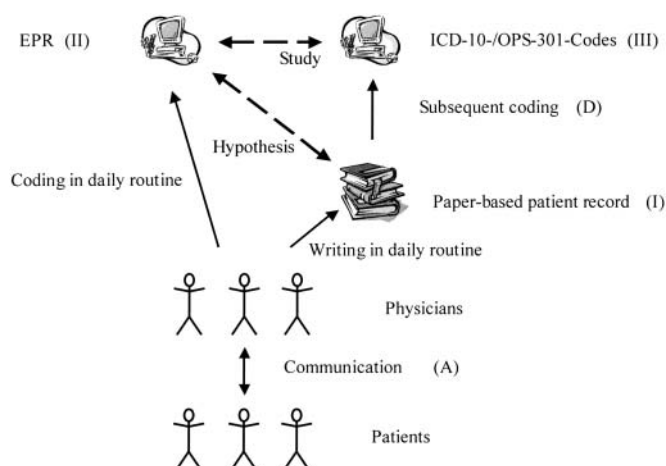 EPR (II)
ICD-10-/OPS-301-Codes (III)
Study
Subsequent coding (D)
Hypothesis
Coding in daily routine
Paper-based patient record (I)
Writing in daily routine
Physicians
Communication (A)
Patients